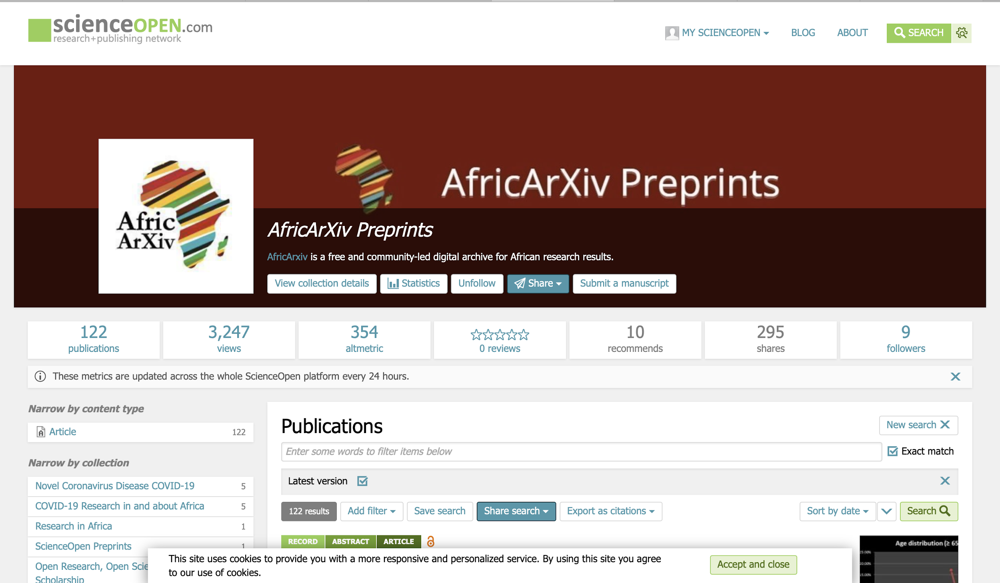 scienceOPEN.com
research+publishing network
MY SCIENCEOPEN
BLOG
ABOUT
SEARCH
AfricArXiv Preprints
Afric
ArXiv
AfricArXiv Preprints
AfricArxiv is a free and community-led digital archive for African research results.
View collection details
Statistics
Unfollow
Share
Submit a manuscript
122
publications
3,247
views
354
altmetric
0 reviews
10
recommends
295
shares
9
followers
These metrics are updated across the whole ScienceOpen platform every 24 hours.
Narrow by content type
Article 122
Narrow by collection
Novel Coronavirus Disease COVID-19 5
COVID-19 Research in and about Africa 5
Research in Africa 1
ScienceOpen Preprints 1
Open Research, Open Scie
Scholarship
Publications
New search
Enter some words to filter items below
Exact match
Latest version
122 results
Add filter
Save search
Share search
Export as citations
Sort by date
Search
RECORD
ABSTRACT
ARTICLE
Age distribution (≥ 65
25.00%
20.00%
15.00%
This site uses cookies to provide you with a more responsive and personalized service. By using this site you agree
to our use of cookies.
Accept and close